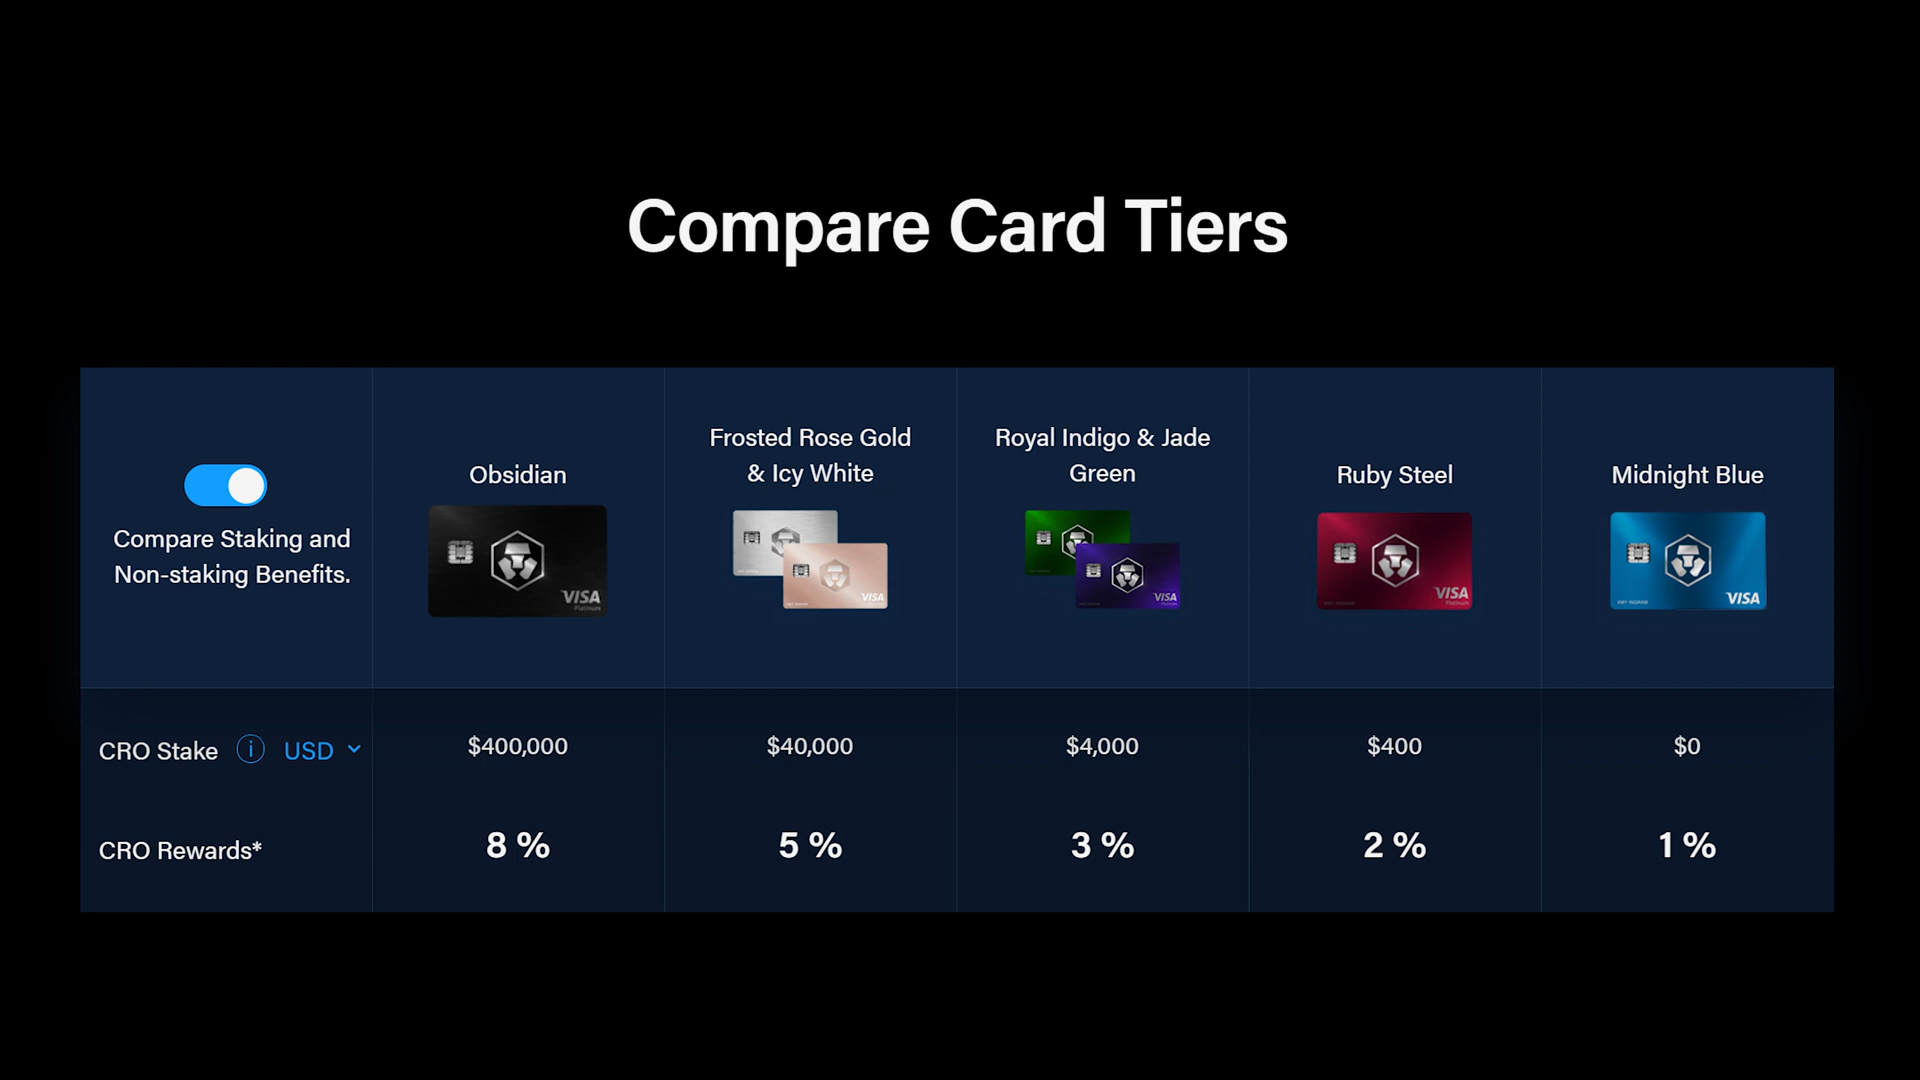 Compare Card Tiers
Compare Staking and
Non-staking Benefits.
Obsidian
VISA
Platinum
Frosted Rose Gold
& Icy White
VISA
Royal Indigo & Jade
Green
VISA
Ruby Steel
VISA
Platinum
Midnight Blue
VISA
CRO Stake USD $400,000 $40,000 $4,000 $400 $0
CRO Rewards* 8 % 5 % 3 % 2 % 1 %